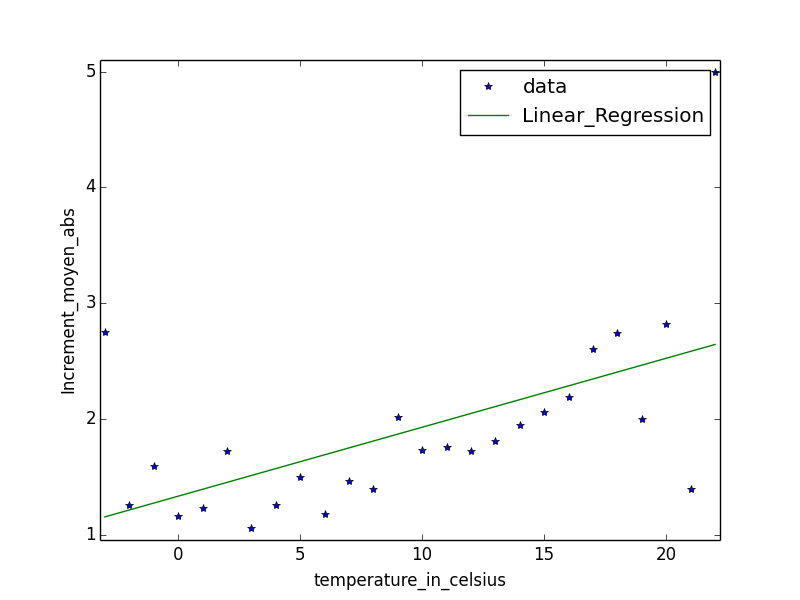 5
data
Linear_Regression
4
Increment_moyen_abs
3
2
1
0 5 10 15 20
temperature_in_celsius